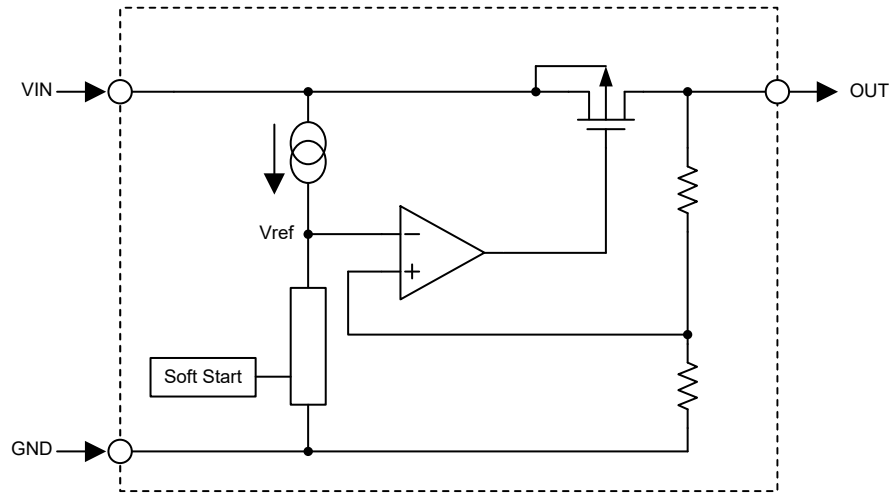 VIN
OUT
Vref
−
+
Soft Start
GND